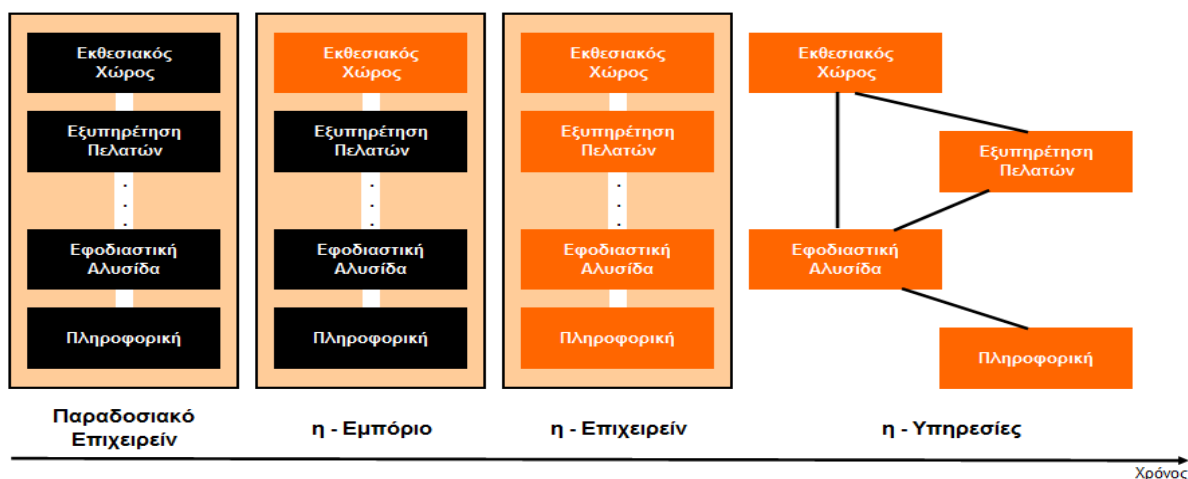 Εκθεσιακός
Χώρος
Εξυπηρέτηση
Πελατών
Εφοδιαστική
Αλυσίδα
Πληροφορική
Παραδοσιακό
Επιχειρείν
Εκθεσιακός
Χώρος
Εξυπηρέτηση
Πελατών
Εφοδιαστική
Αλυσίδα
Πληροφορική
η - Εμπόριο
Εκθεσιακός
Χώρος
Εξυπηρέτηση
Πελατών
Εφοδιαστική
Αλυσίδα
Πληροφορική
η - Επιχειρείν
Εκθεσιακός
Χώρος
Εξυπηρέτηση
Πελατών
Εφοδιαστική
Αλυσίδα
Πληροφορική
η - Υπηρεσίες
Χρόνος